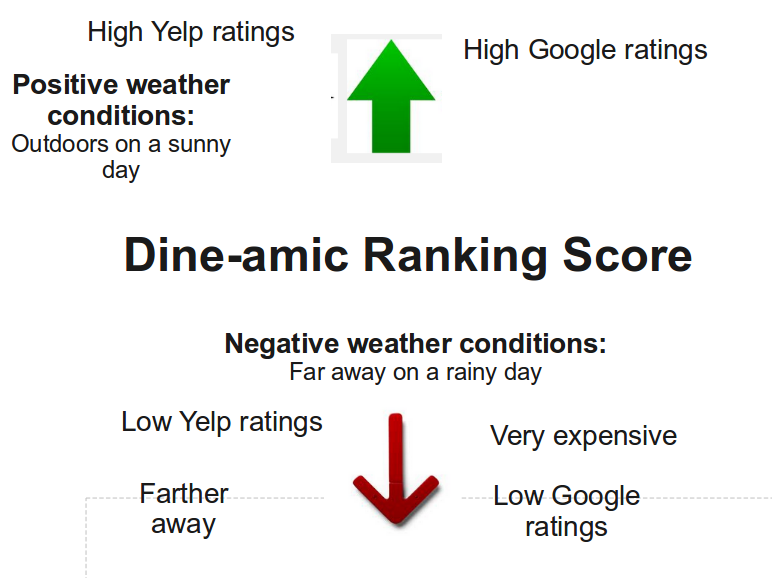 High Yelp ratings
High Google ratings
Positive weather
conditions:
Outdoors on a sunny
day
Dine-amic Ranking Score
Negative weather conditions:
Far away on a rainy day
Low Yelp ratings
Very expensive
Farther
away
Low Google
ratings